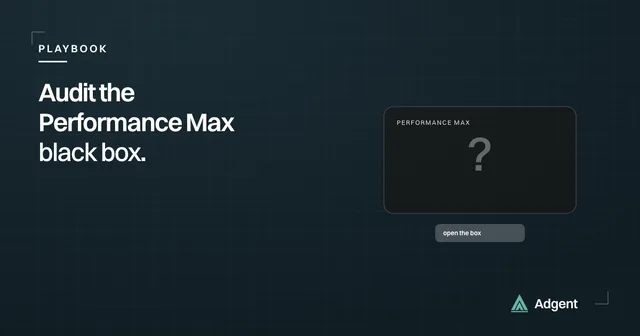 PLAYBOOK
Audit the
Performance Max
black box.
PERFORMANCE MAX
?
open the box
Adgent